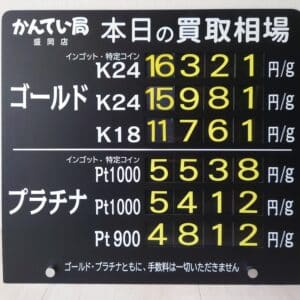 かんてい局
盛岡店
本日の買取相場
インゴット・特定コイン
K24 16321 円/g
ゴールド K24 15981 円/g
K18 11761 円/g
インゴット・特定コイン
Pt1000 5538 円/g
プラチナ Pt1000 5412 円/g
Pt900 4812 円/g
ゴールド・プラチナともに、手数料は一切いただきません